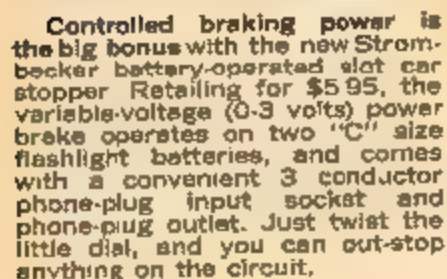 Controlled braking power is
the big bonus with the new Strom-
becker battery-operated slot car
stopper Retailing for $5 95, the
variable-voltage (0-3 volts) power
brake operates on two "C" size
flashlight batteries, and comes
with a convenient 3 conductor
phone-plug input socket and
phone-plug outlet. Just twist the
little dial, and you can out-stop
anything on the circuit.